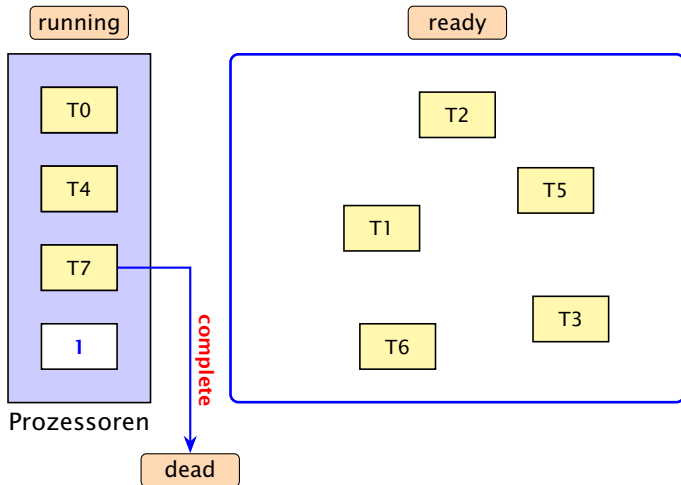 running
ready
T0
T4
T7
1
Prozessoren
T2
T5
T1
T3
T6
complete
dead